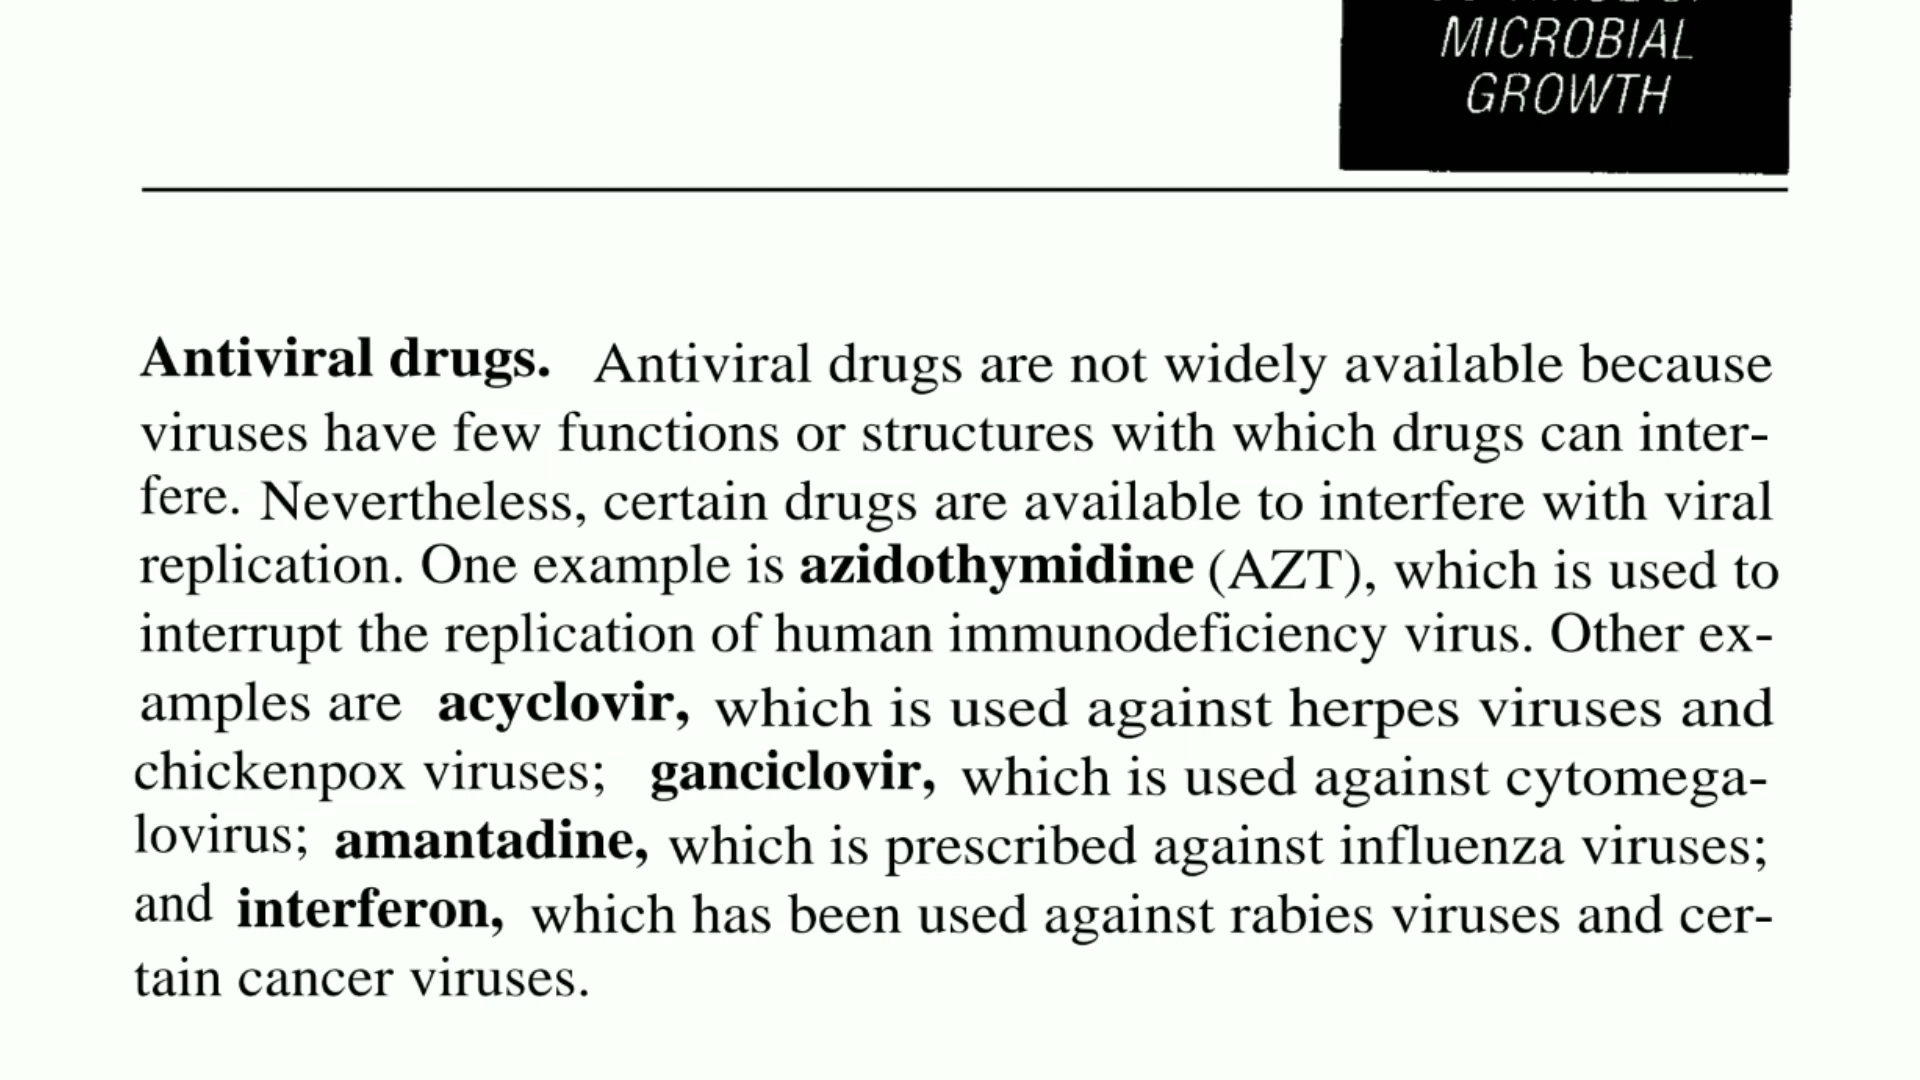 MICROBIAL
GROWTH
Antiviral drugs. Antiviral drugs are not widely available because
viruses have few functions or structures with which drugs can inter-
fere. Nevertheless, certain drugs are available to interfere with viral
replication. One example is azidothymidine (AZT), which is used to
interrupt the replication of human immunodeficiency virus. Other ex-
amples are acyclovir, which is used against herpes viruses and
chickenpox viruses; ganciclovir, which is used against cytomega-
lovirus; amantadine, which is prescribed against influenza viruses;
and interferon, which has been used against rabies viruses and cer-
tain cancer viruses.